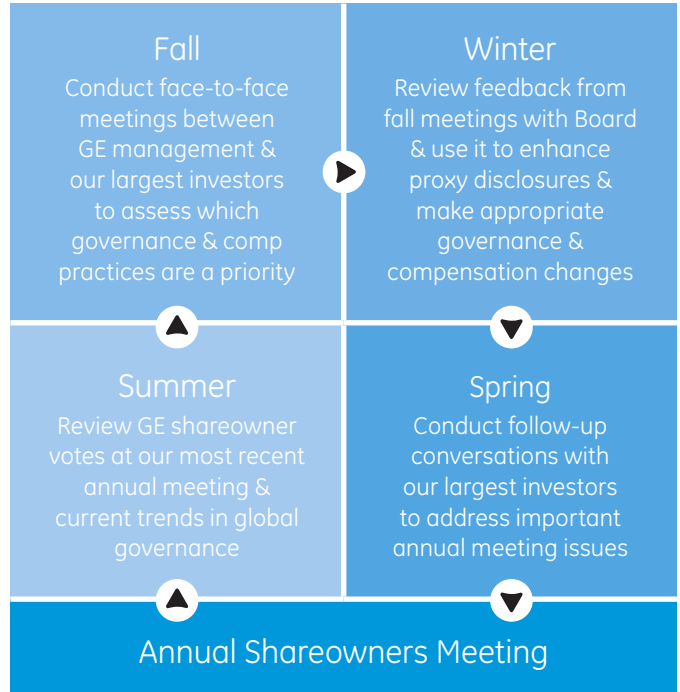 Fall
Conduct face-to-face
meetings between
GE management &
our largest investors
to assess which
governance & comp
practices are a priority
Winter
Review feedback from
fall meetings with Board
& use it to enhance
proxy disclosures &
make appropriate
governance &
compensation changes
Summer
Review GE shareowner
votes at our most recent
annual meeting &
current trends in global
governance
Spring
Conduct follow-up
conversations with
our largest investors
to address important
annual meeting issues
Annual Shareowners Meeting